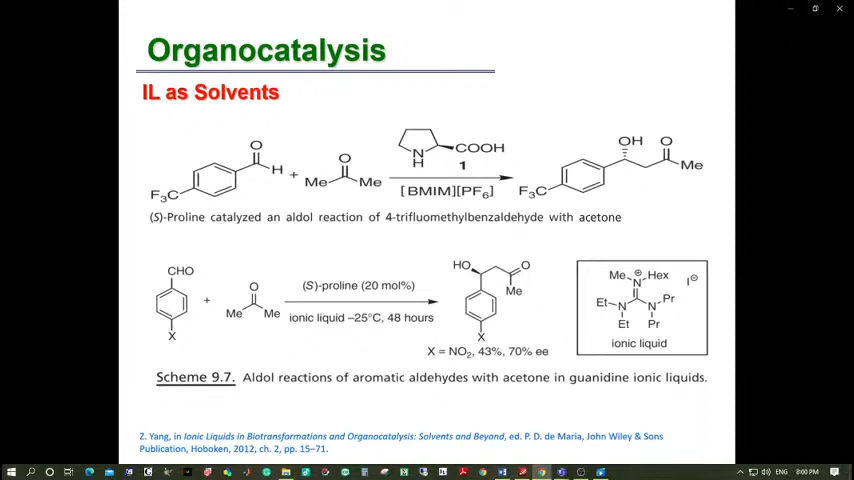 Organocatalysis
IL as Solvents
O
H
F₃C
+
O
Me Me
N
H
COOH
1
[BMIM][PF₆]
OH O
Me
F₃C
(S)-Proline catalyzed an aldol reaction of 4-trifluomethylbenzaldehyde with acetone
CHO
X
+
O
Me Me
(S)-proline (20 mol%)
ionic liquid –25°C, 48 hours
HO O
Me
X
X = NO₂, 43%, 70% ee
Me ⊕ Hex
N
I⊖
Et N N Pr
Et Pr
ionic liquid
Scheme 9.7. Aldol reactions of aromatic aldehydes with acetone in guanidine ionic liquids.
Z. Yang, in Ionic Liquids in Biotransformations and Organocatalysis: Solvents and Beyond, ed. P. D. de Maria, John Wiley & Sons
Publication, Hoboken, 2012, ch. 2, pp. 15–71.
ENG 8:00 PM